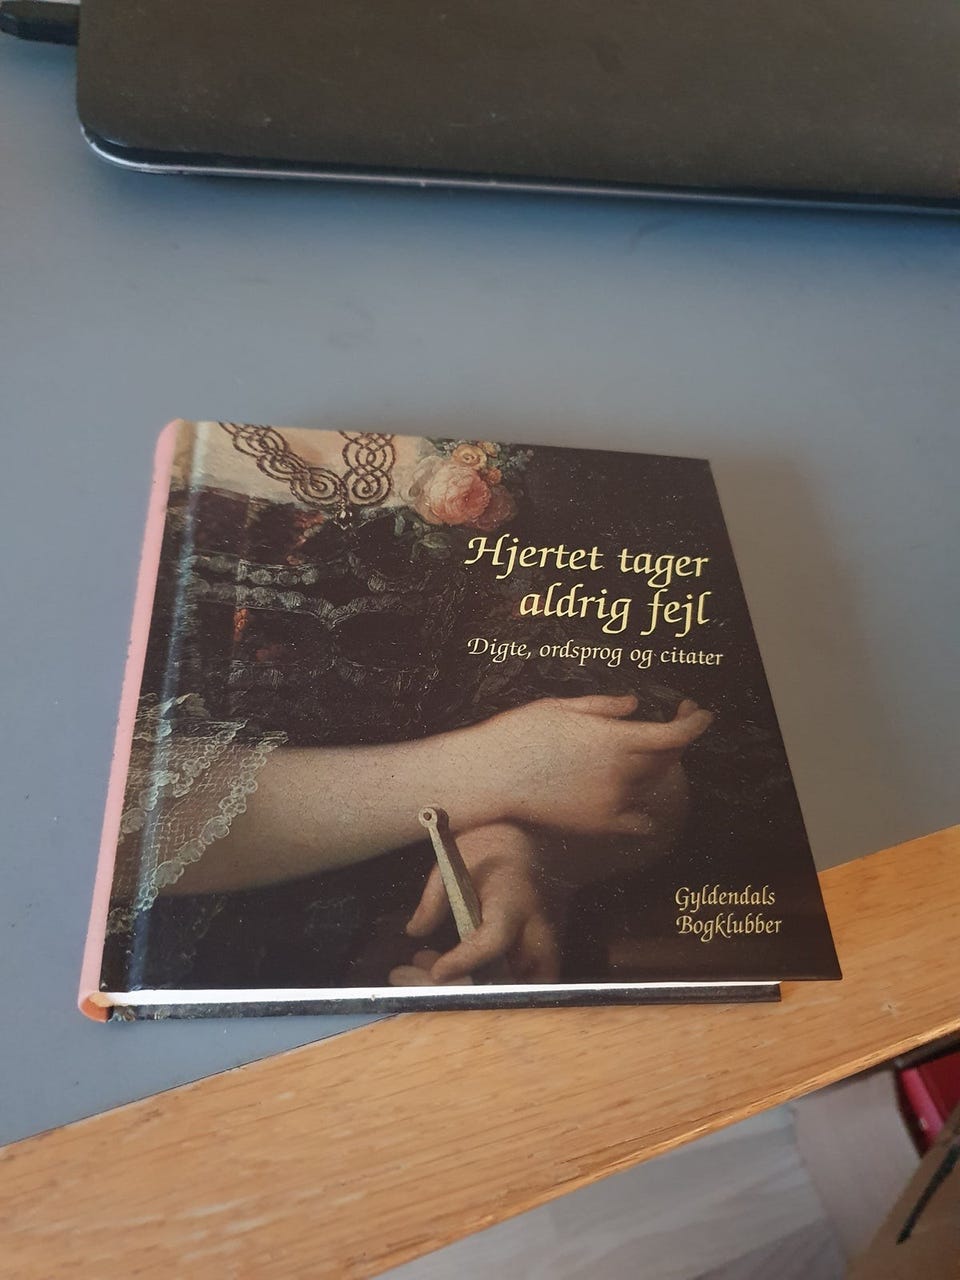 Hjertet tager
aldrig fejl
Digte, ordsprog og citater
Gyldendals
Bogklubber